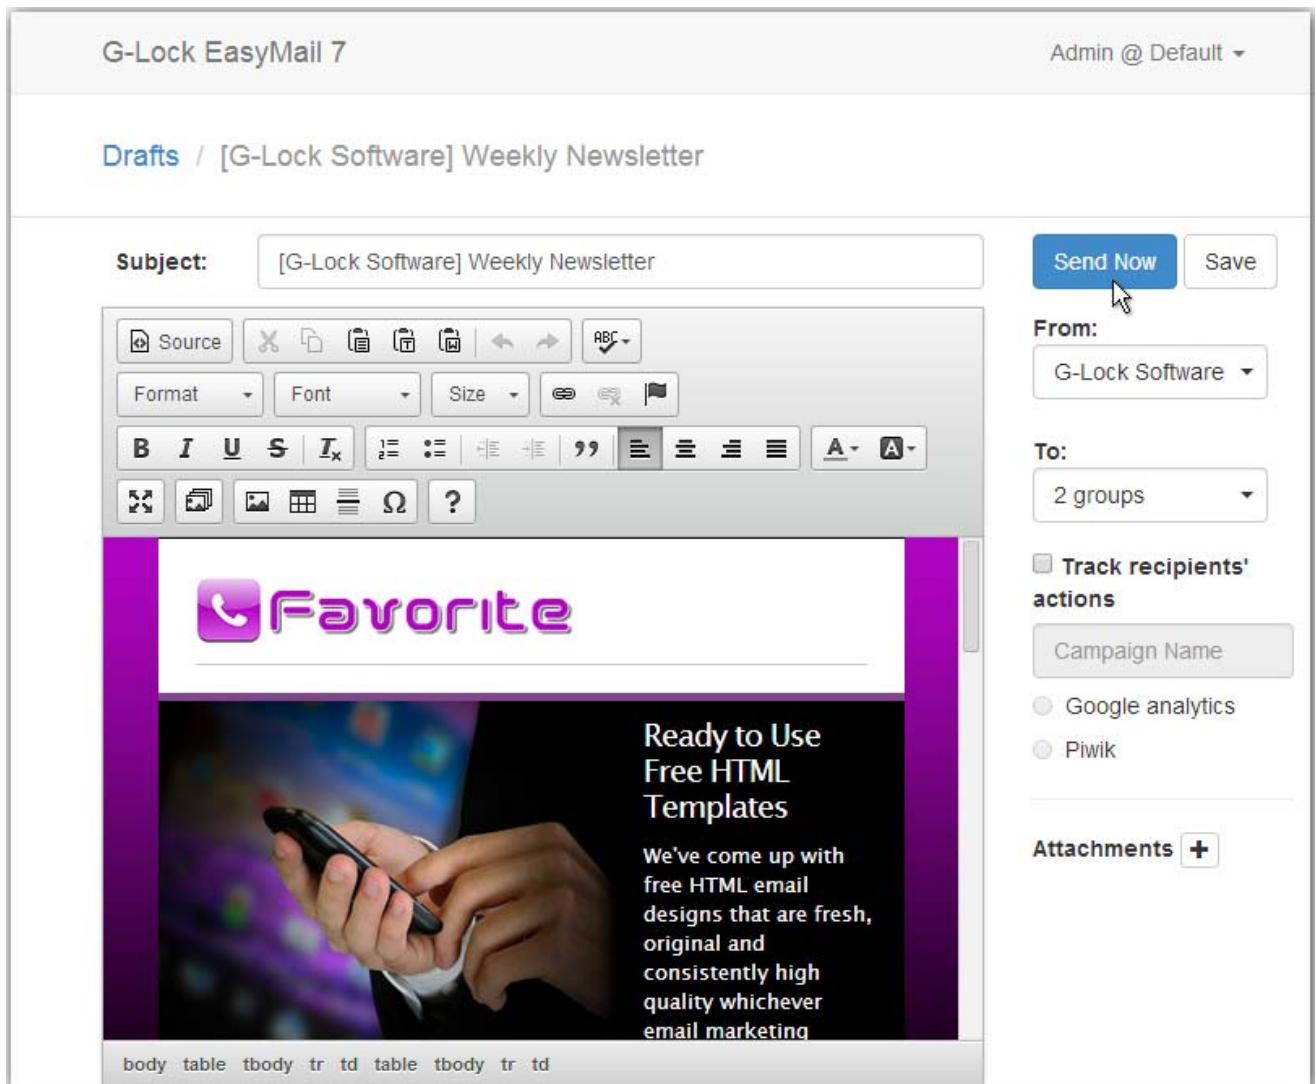 G-Lock EasyMail 7
Admin @ Default
Drafts / [G-Lock Software] Weekly Newsletter
Subject:
[G-Lock Software] Weekly Newsletter
Send Now
Save
Source
ABC
Format
Font
Size
B I U S Ix
A
A
Ω ?
From:
G-Lock Software
To:
2 groups
Track recipients'
actions
Campaign Name
Google analytics
Piwik
Attachments +
Favorite
Ready to Use
Free HTML
Templates
We've come up with
free HTML email
designs that are fresh,
original and
consistently high
quality whichever
email marketing
body table tbody tr td table tbody tr td